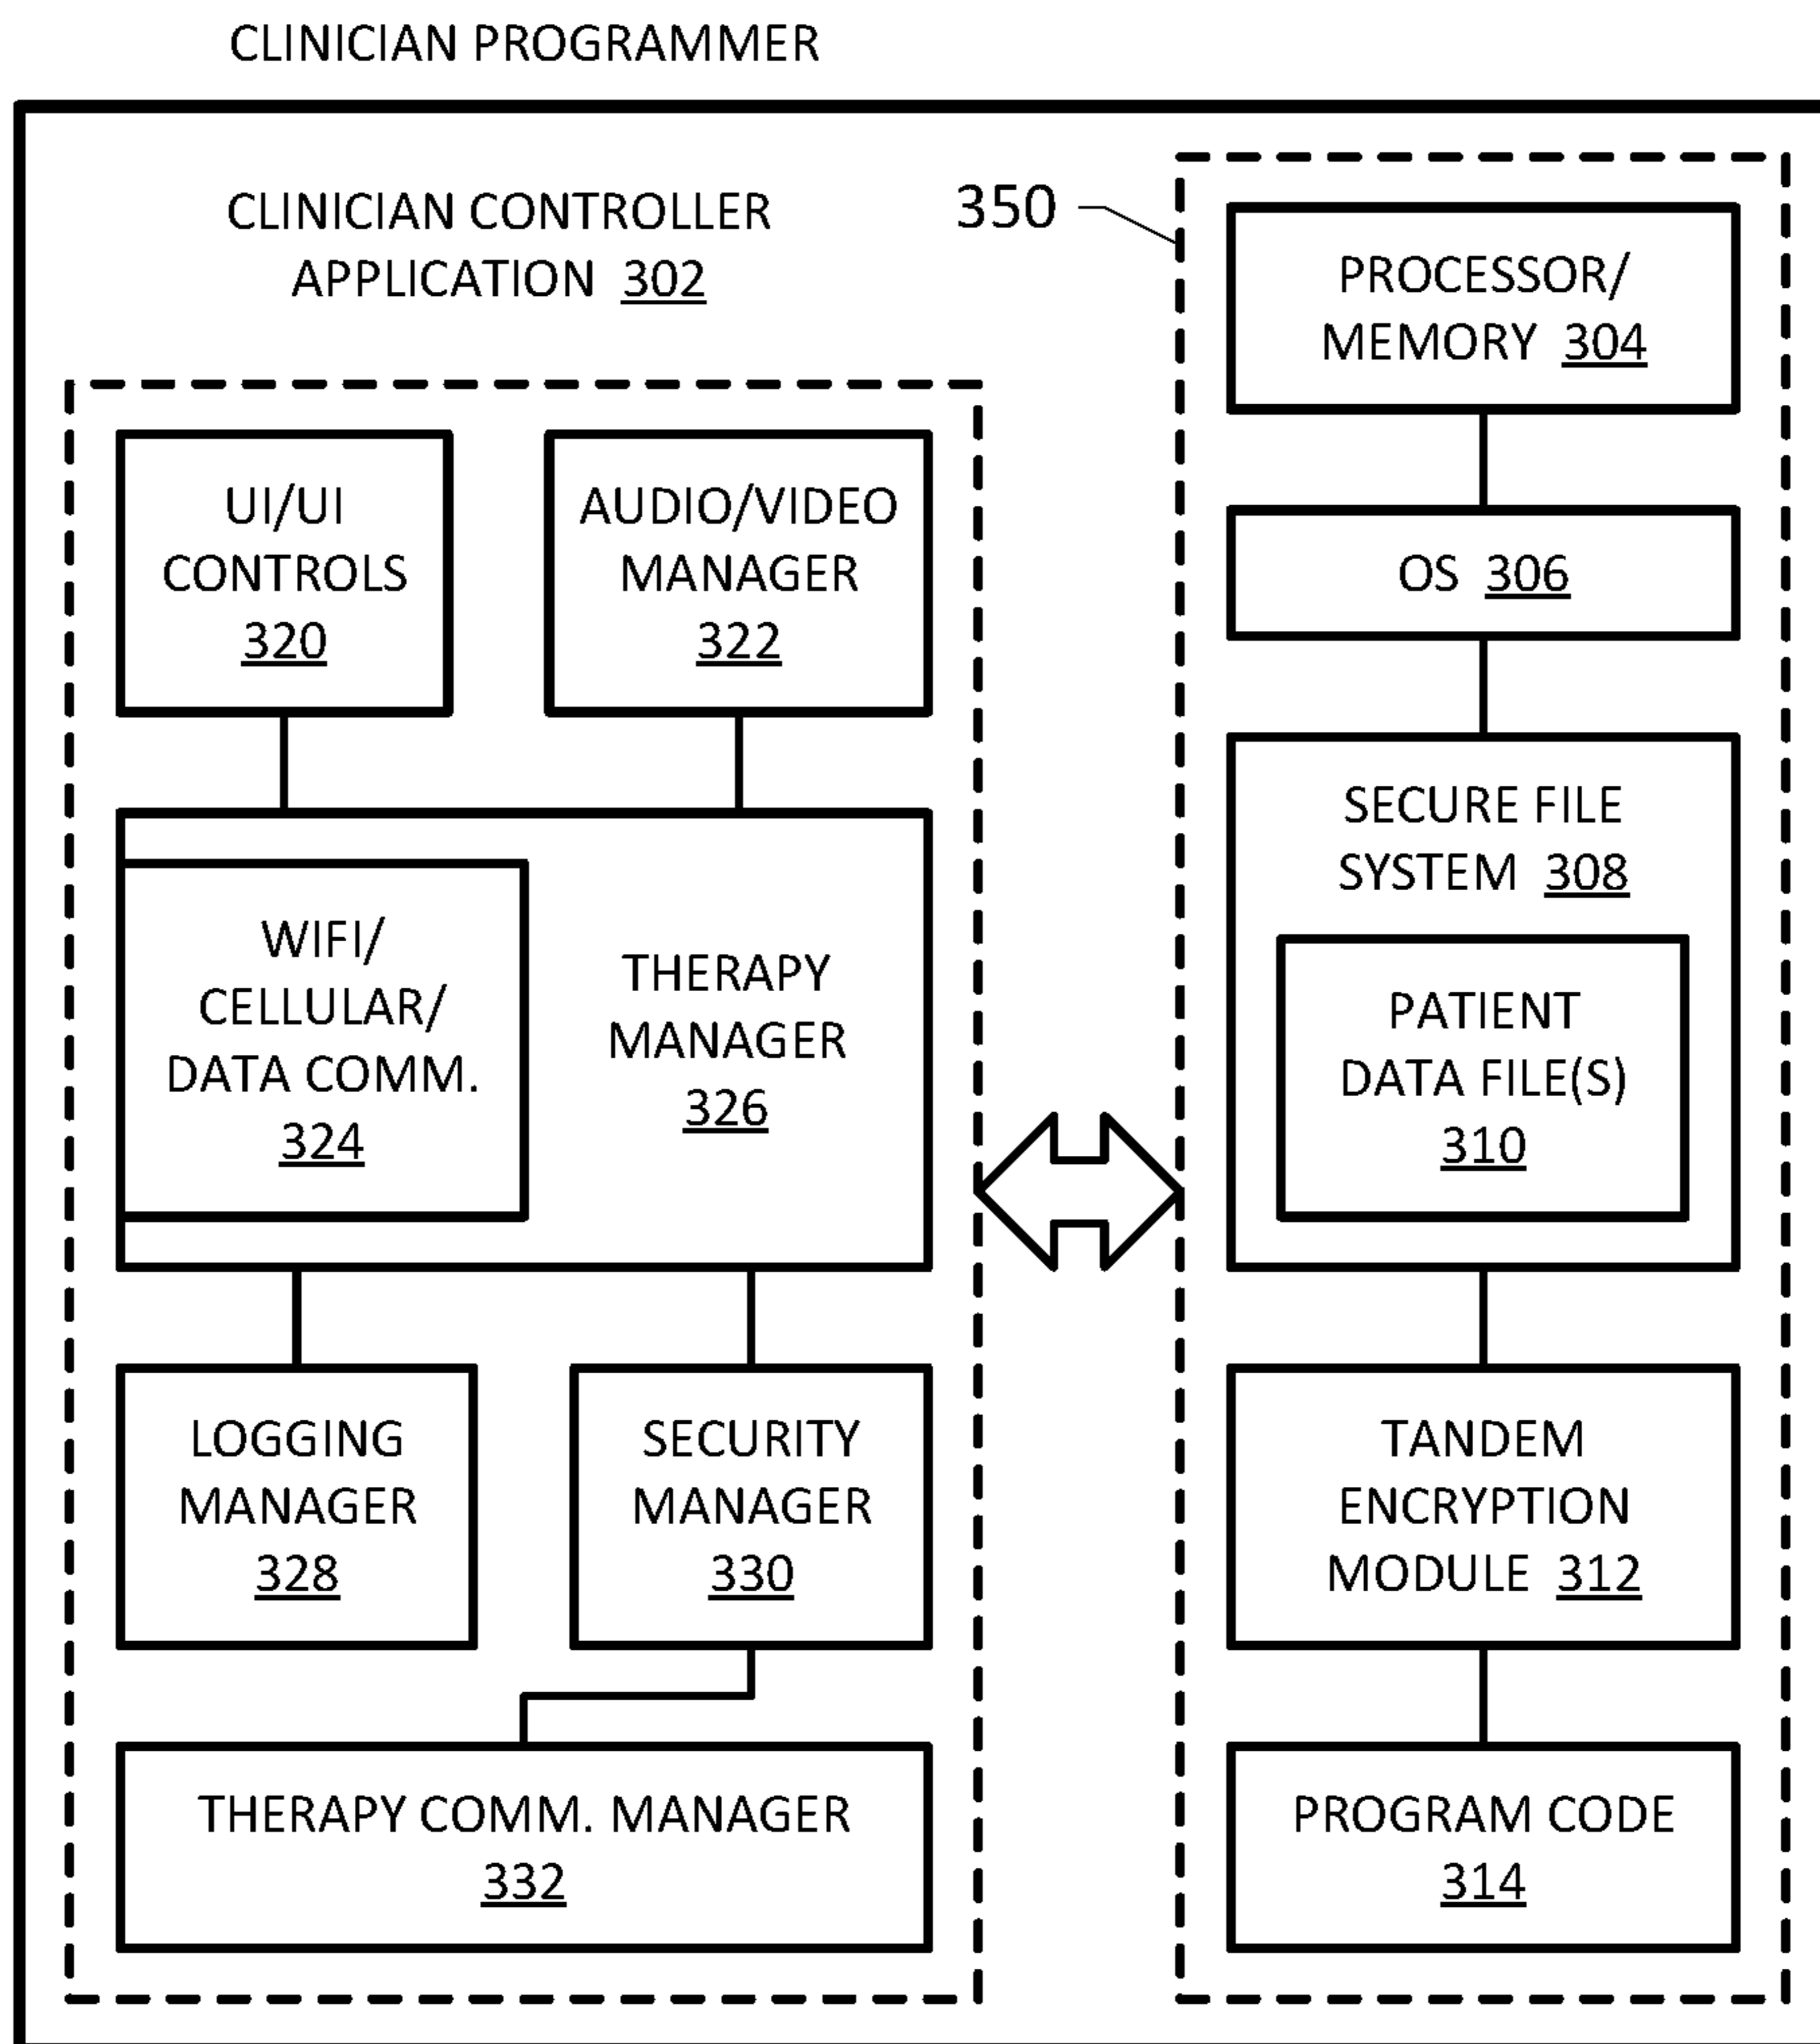 CLINICIAN PROGRAMMER
CLINICIAN CONTROLLER
APPLICATION 302
UI/UI
CONTROLS
320
AUDIO/VIDEO
MANAGER
322
WIFI/
CELLULAR/
DATA COMM.
324
THERAPY
MANAGER
326
LOGGING
MANAGER
328
SECURITY
MANAGER
330
THERAPY COMM. MANAGER
332
350
PROCESSOR/
MEMORY 304
OS 306
SECURE FILE
SYSTEM 308
PATIENT
DATA FILE(S)
310
TANDEM
ENCRYPTION
MODULE 312
PROGRAM CODE
314